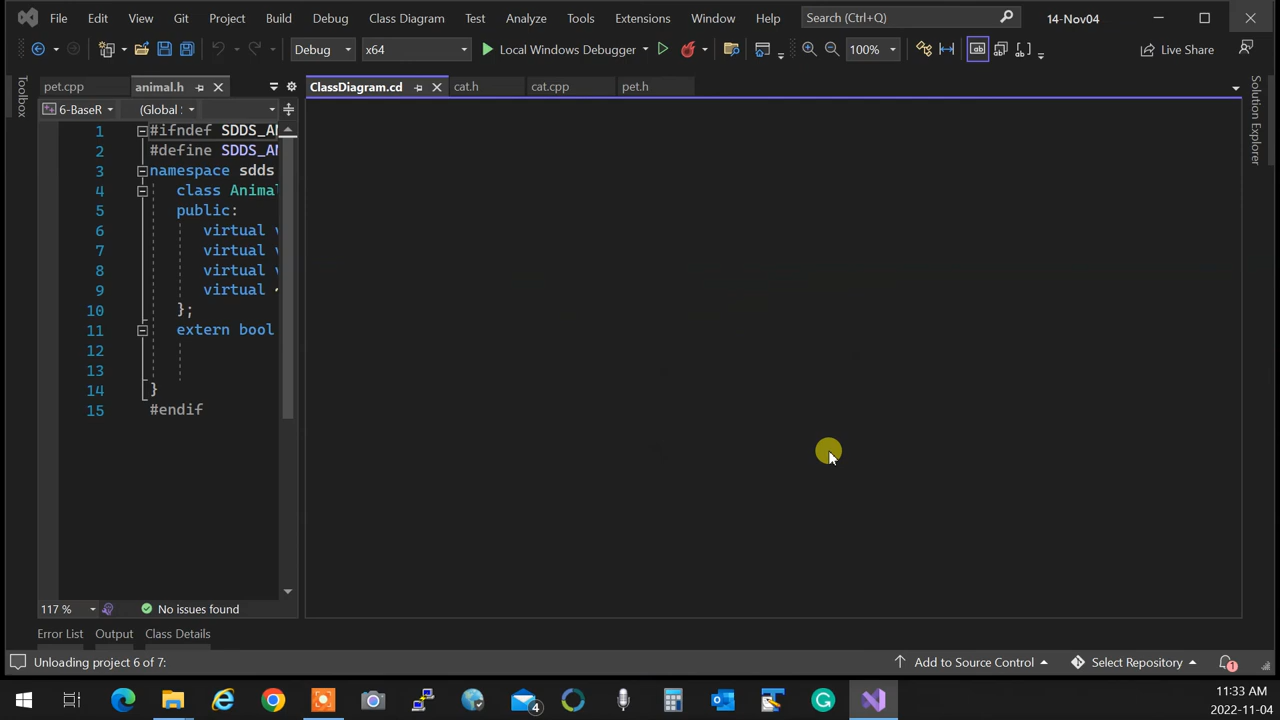 File Edit View Git Project Build Debug Class Diagram Test Analyze Tools Extensions Window Help Search (Ctrl+Q) 14-Nov04
Debug x64 Local Windows Debugger 100% Live Share
Toolbox
pet.cpp animal.h ClassDiagram.cd cat.h cat.cpp pet.h
Solution Explorer
6-BaseR (Global
1 #ifndef SDDS_AN
2 #define SDDS_AN
3 namespace sdds
4 class Animal
5 public:
6 virtual v
7 virtual v
8 virtual v
9 virtual ~
10 };
11 extern bool
12
13
14 }
15 #endif
117 % No issues found
Error List Output Class Details
Unloading project 6 of 7: Add to Source Control Select Repository 1
4 11:33 AM
2022-11-04